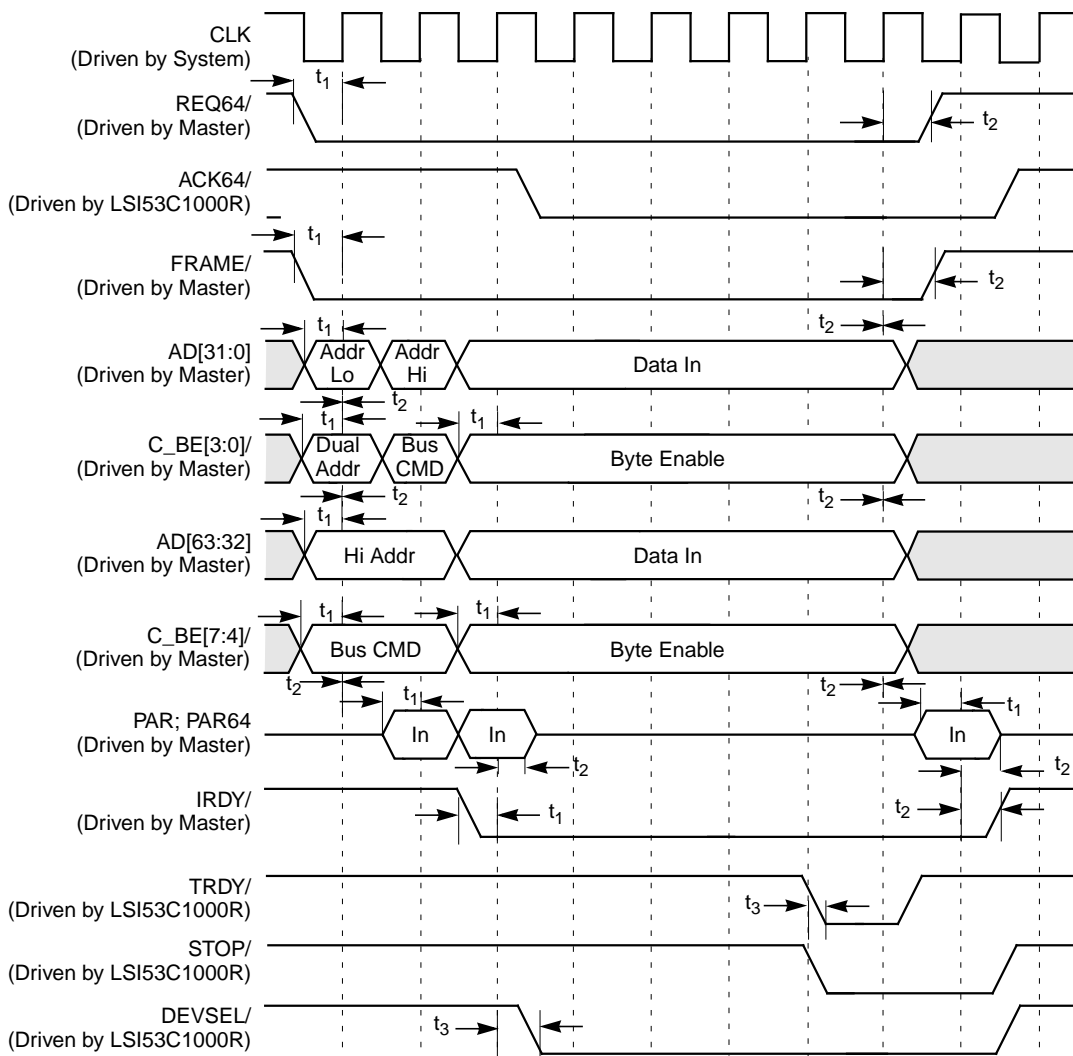 CLK
(Driven by System)
t1
REQ64/
(Driven by Master)
t2
ACK64/
(Driven by LSI53C1000R)
t1
FRAME/
(Driven by Master)
t2
t1
t2
AD[31:0]
(Driven by Master)
Addr
Lo
Addr
Hi
Data In
t2
t1
t1
C_BE[3:0]/
(Driven by Master)
Dual
Addr
Bus
CMD
Byte Enable
t2
t2
t1
AD[63:32]
(Driven by Master)
Hi Addr
Data In
t1
t1
C_BE[7:4]/
(Driven by Master)
Bus CMD
Byte Enable
t2
t2
t1
t1
PAR; PAR64
(Driven by Master)
In
In
In
t2
t2
IRDY/
(Driven by Master)
t1
t2
TRDY/
(Driven by LSI53C1000R)
t3
STOP/
(Driven by LSI53C1000R)
DEVSEL/
(Driven by LSI53C1000R)
t3